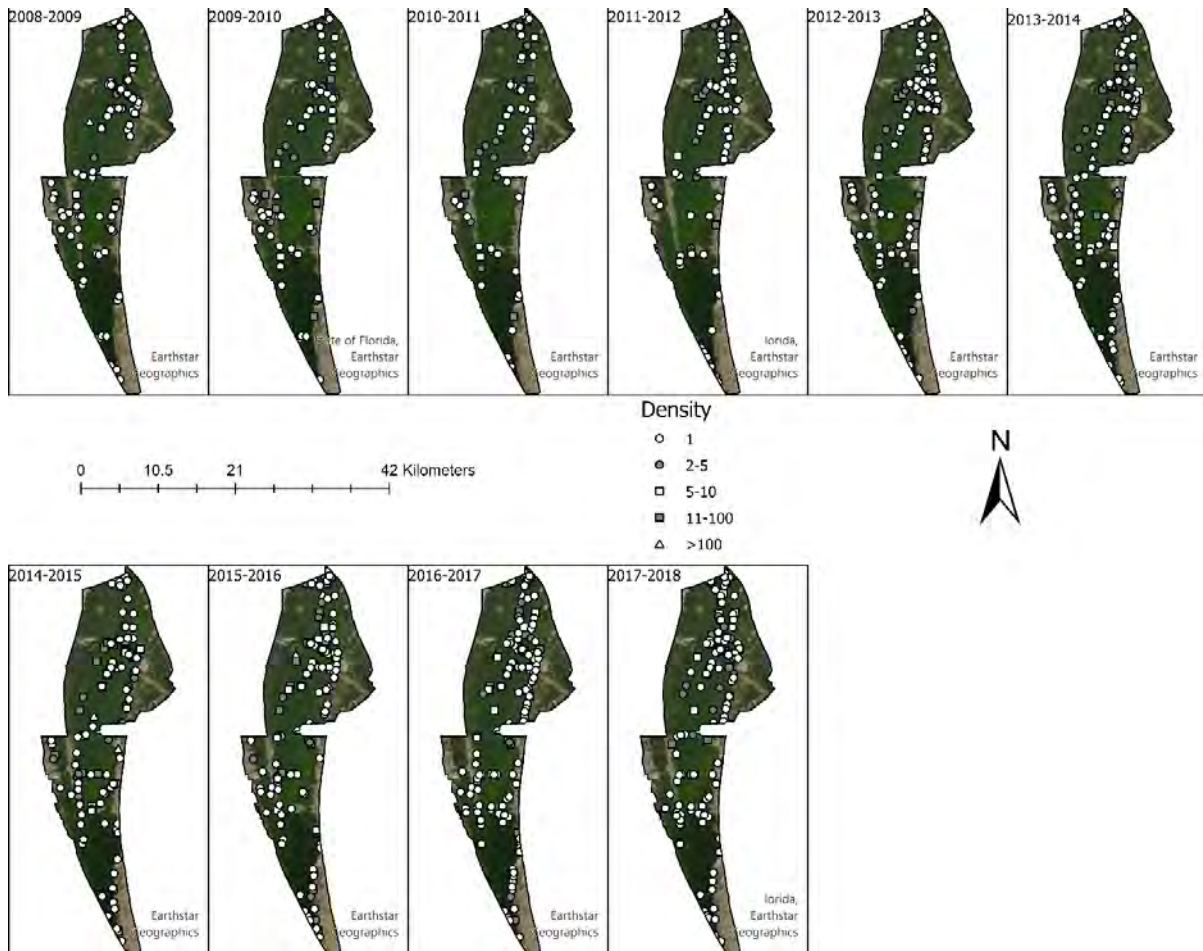 2008-2009
2009-2010
2010-2011
2011-2012
2012-2013
2013-2014
Earthstar
eographics
ate of Florida,
Earthstar
eographics
Earthstar
eographics
lorida,
Earthstar
eographics
Earthstar
eographics
Earthstar
eographics
Density
1
2-5
5-10
11-100
>100
0 10.5 21 42 Kilometers
N
2014-2015
2015-2016
2016-2017
2017-2018
Earthstar
eographics
Earthstar
eographics
Earthstar
eographics
lorida,
Earthstar
eographics